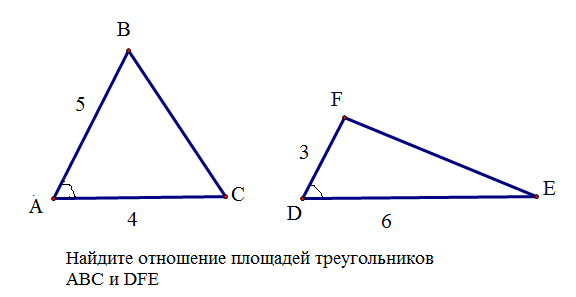 B
5
F
3
A
4
C
D
6
E
Найдите отношение площадей треугольников
ABC и DFE